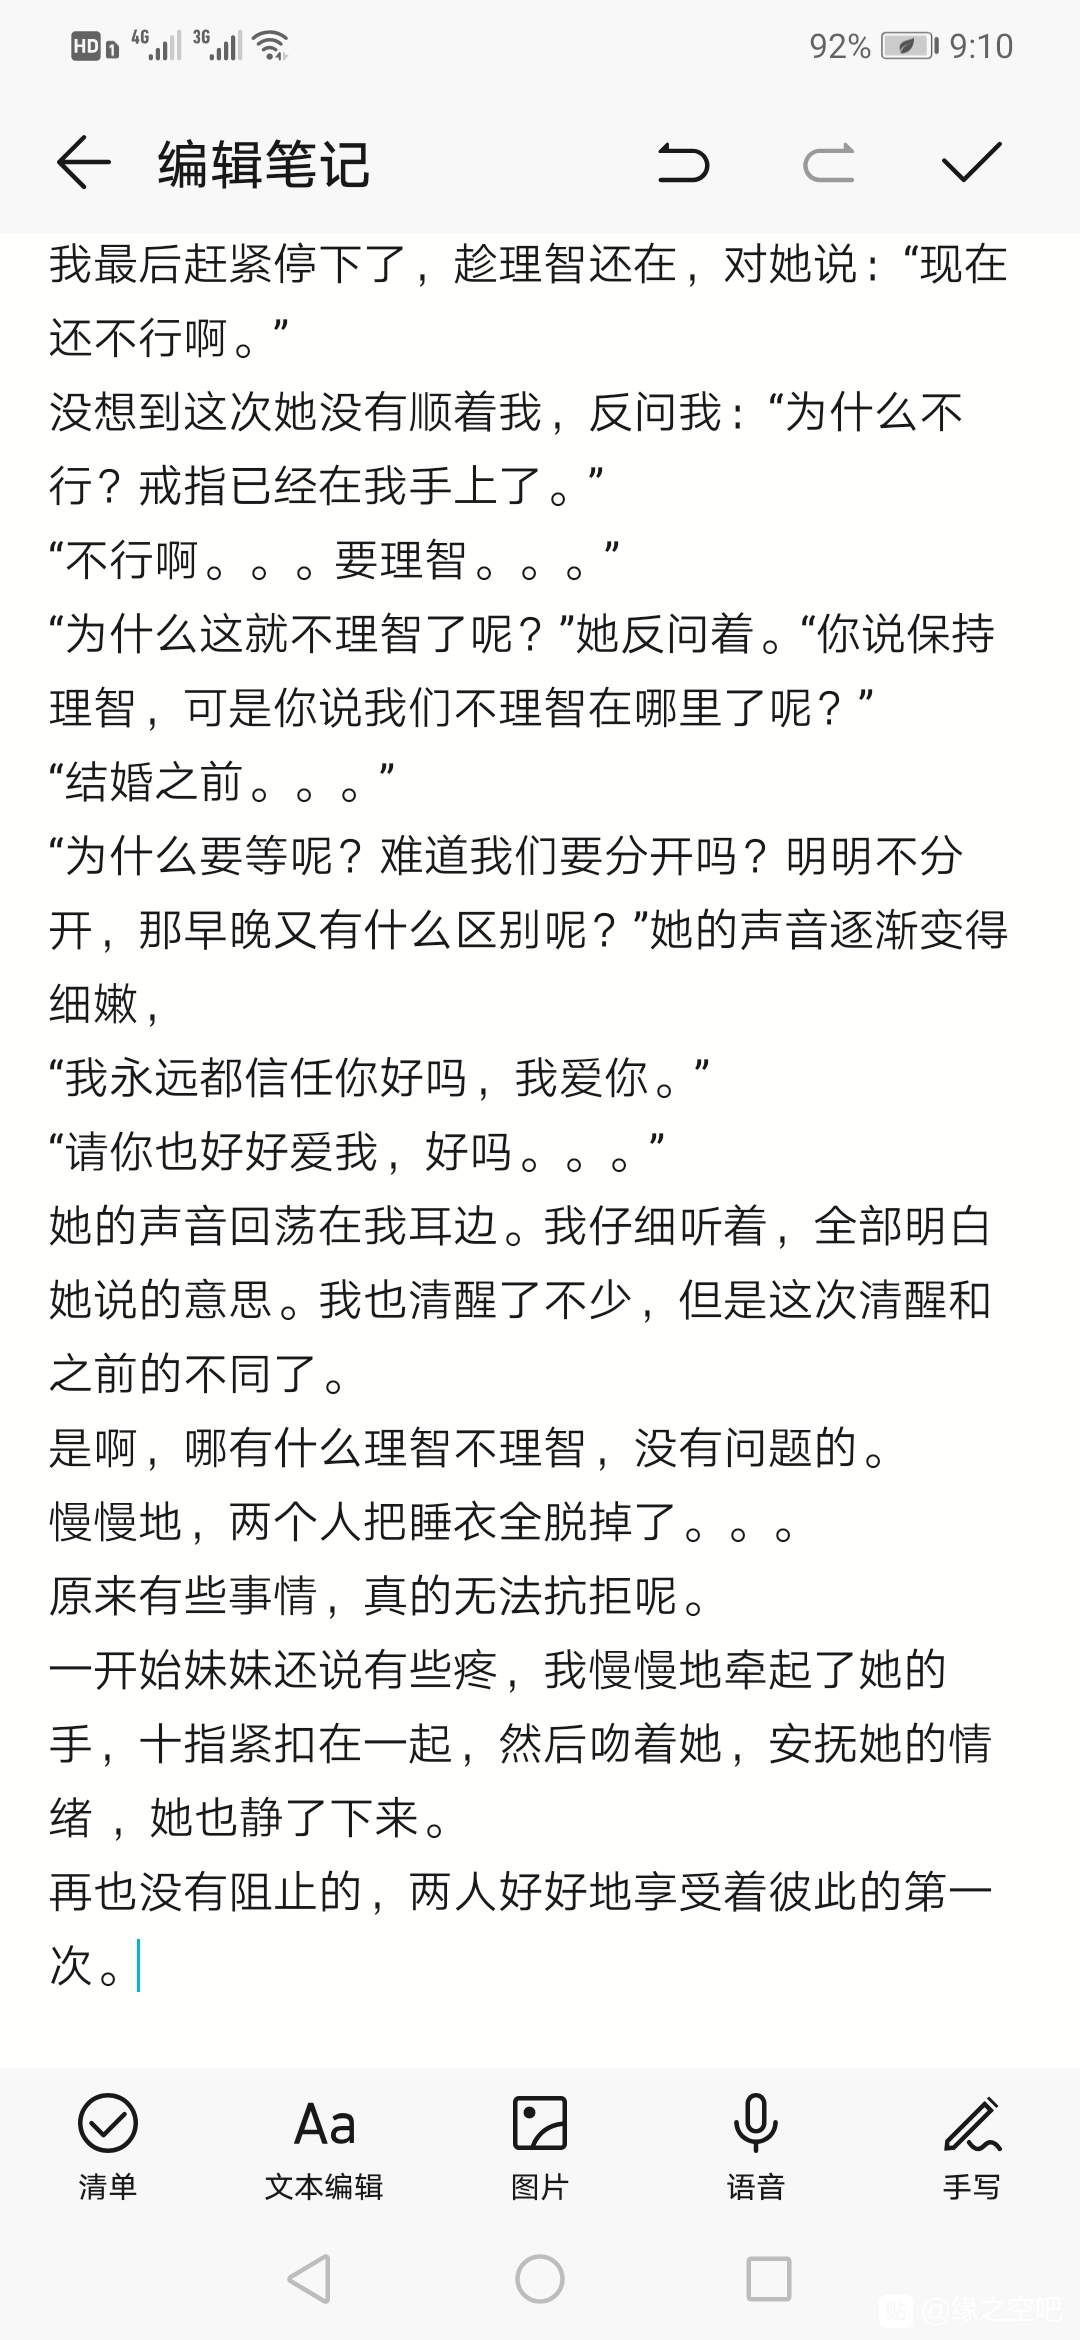 HD 1 4G 3G 92% 9:10
编辑笔记
我最后赶紧停下了，趁理智还在，对她说：“现在
还不行啊。”
没想到这次她没有顺着我，反问我：“为什么不
行？戒指已经在我手上了。”
“不行啊。。。要理智。。。”
“为什么这就不理智了呢？”她反问着。“你说保持
理智，可是你说我们不理智在哪里了呢？”
“结婚之前。。。”
“为什么要等呢？难道我们要分开吗？明明不分
开，那早晚又有什么区别呢？”她的声音逐渐变得
细嫩，
“我永远都信任你好吗，我爱你。”
“请你也好好爱我，好吗。。。”
她的声音回荡在我耳边。我仔细听着，全部明白
她说的意思。我也清醒了不少，但是这次清醒和
之前的不同了。
是啊，哪有什么理智不理智，没有问题的。
慢慢地，两个人把睡衣全脱掉了。。。
原来有些事情，真的无法抗拒呢。
一开始妹妹还说有些疼，我慢慢地牵起了她的
手，十指紧扣在一起，然后吻着她，安抚她的情
绪，她也静了下来。
再也没有阻止的，两人好好地享受着彼此的第一
次。
Aa
清单 文本编辑 图片 语音 手写
贴 @缘之空吧